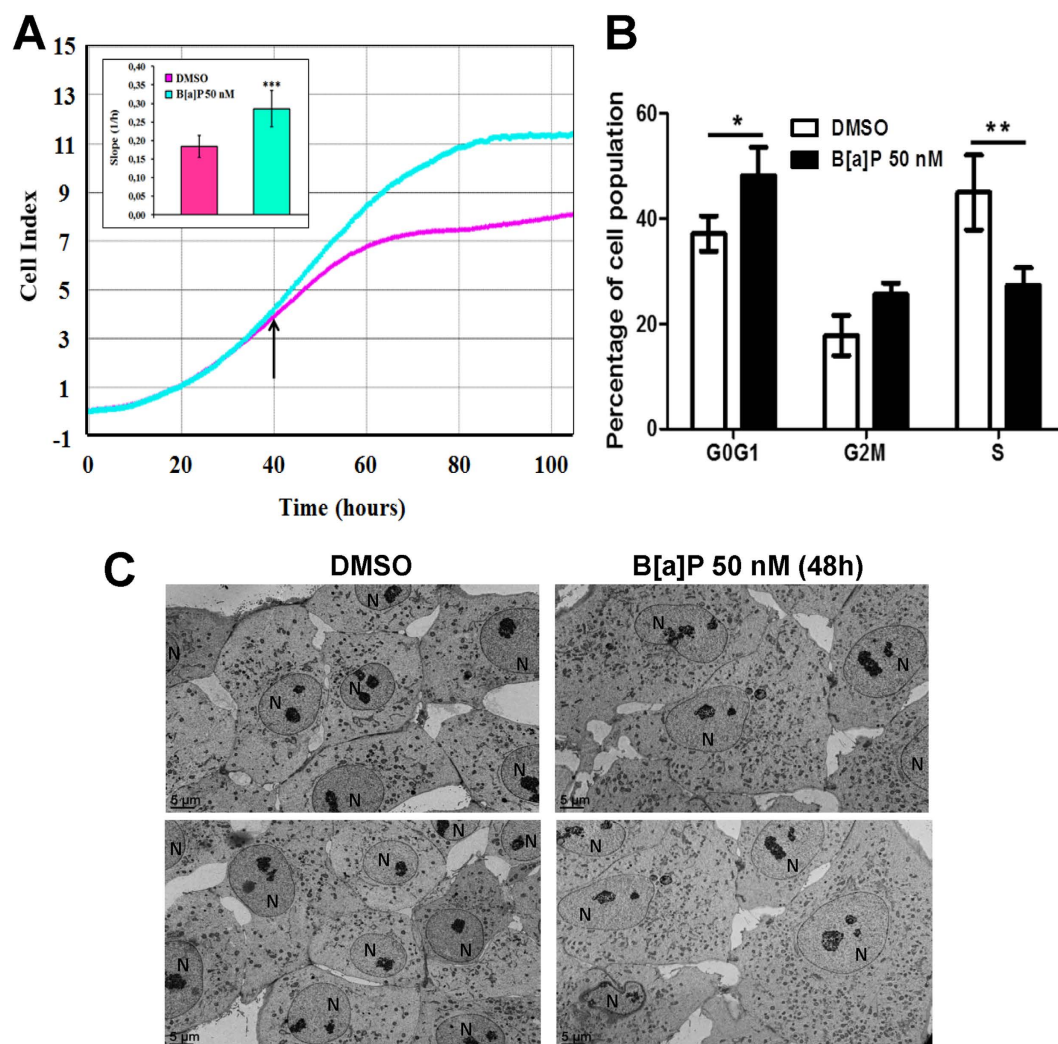 A
15
13
11
9
7
5
3
1
-1
Cell Index
0 20 40 60 80 100
Time (hours)
0,40
0,35
0,30
0,25
0,20
0,15
0,10
0,05
0,00
Slope (1/h)
DMSO
B[a]P 50 nM
***
B
Percentage of cell population
60
40
20
0
* **
DMSO
B[a]P 50 nM
G0G1 G2M S
C
DMSO B[a]P 50 nM (48h)
N N N N N N N
5 µm
N N N N
5 µm
N N N N N N N N N
5 µm
N N N N N
5 µm